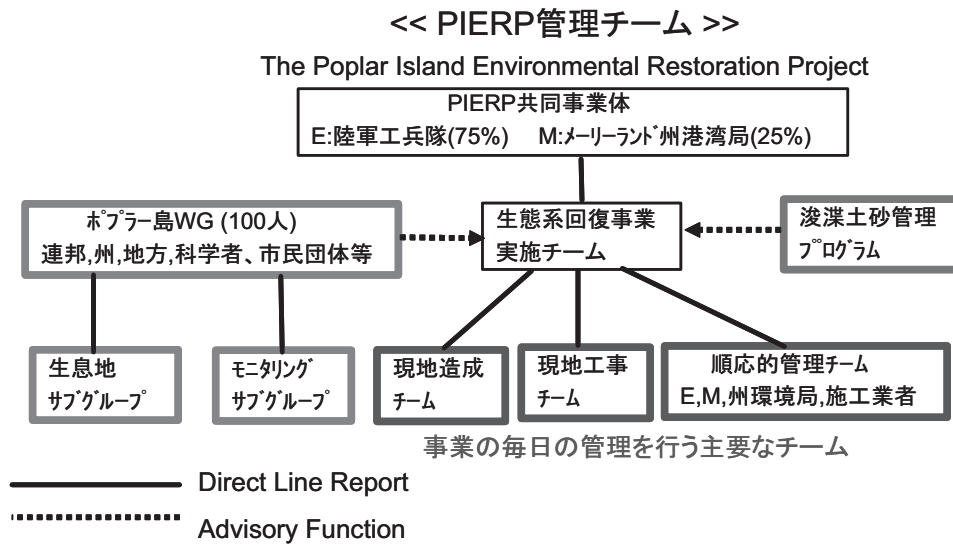 << PIERP管理チーム >>
The Poplar Island Environmental Restoration Project
PIERP共同事業体
E:陸軍工兵隊(75%) M:ﾒｰﾘｰﾗﾝﾄﾞ州港湾局(25%)
ﾎﾟﾌﾟﾗｰ島WG (100人)
連邦,州,地方,科学者、市民団体等
生態系回復事業
実施チーム
浚渫土砂管理
ﾌﾟﾛｸﾞﾗﾑ
生息地
ｻﾌﾞｸﾞﾙｰﾌﾟ
ﾓﾆﾀﾘﾝｸﾞ
ｻﾌﾞｸﾞﾙｰﾌﾟ
現地造成
ﾁｰﾑ
現地工事
ﾁｰﾑ
順応的管理チーム
E,M,州環境局,施工業者
事業の毎日の管理を行う主要なチーム
Direct Line Report
Advisory Function